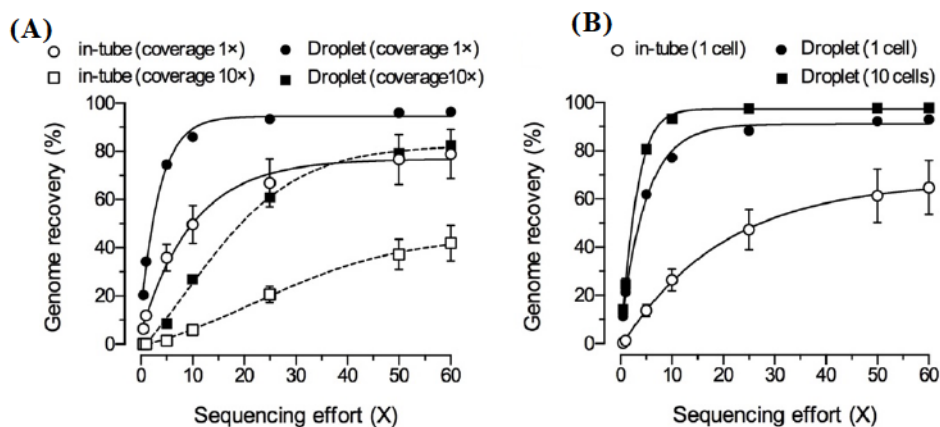 (A)
in-tube (coverage 1×) Droplet (coverage 1×)
in-tube (coverage 10×) Droplet (coverage10×)
Genome recovery (%)
100
80
60
40
20
0
0 10 20 30 40 50 60
Sequencing effort (X)
(B)
in-tube (1 cell) Droplet (1 cell)
Droplet (10 cells)
Genome recovery (%)
100
80
60
40
20
0
0 10 20 30 40 50 60
Sequencing effort (X)